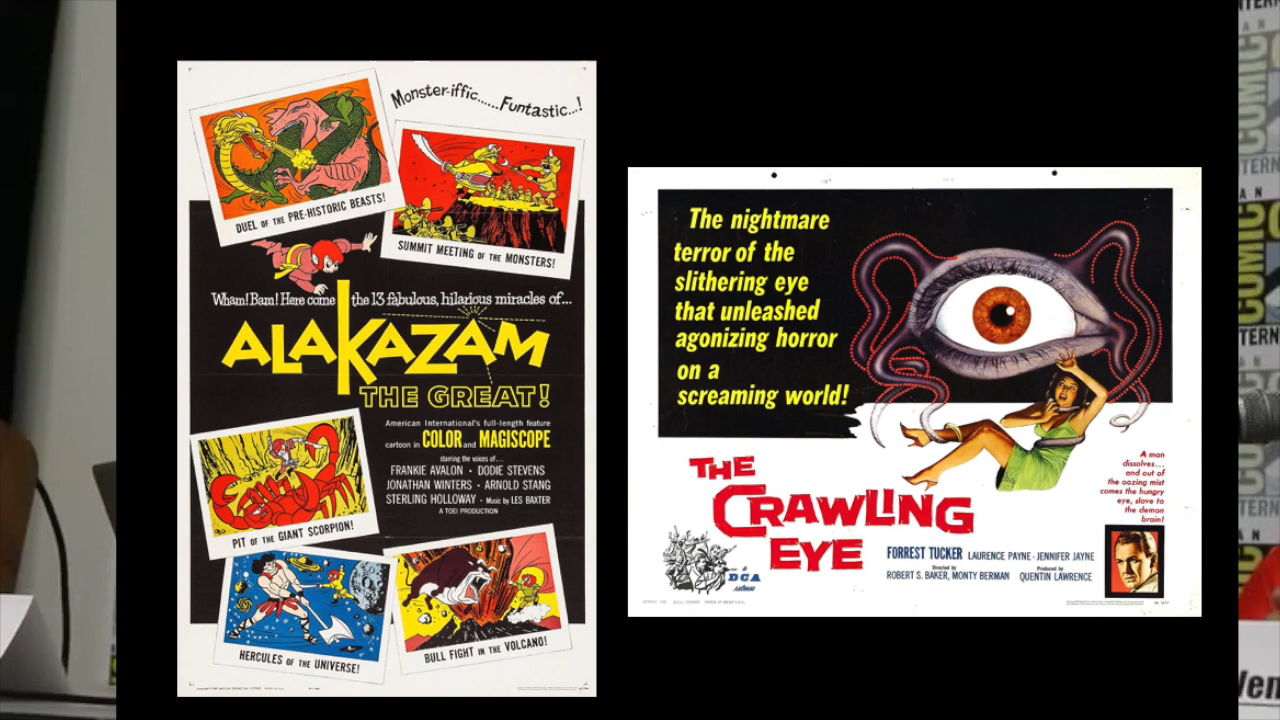 Monster-iffic......Funtastic...!
DUEL OF THE PRE-HISTORIC BEASTS!
SUMMIT MEETING OF THE MONSTERS!
Wham! Bam! Here come the 13 fabulous, hilarious miracles of...
ALAKAZAM
THE GREAT!
American International's full-length feature
cartoon in COLOR and MAGISCOPE
starring the voices of...
FRANKIE AVALON · DODIE STEVENS
JONATHAN WINTERS · ARNOLD STANG
STERLING HOLLOWAY · Music by LES BAXTER
A TOEI PRODUCTION
PIT OF THE GIANT SCORPION!
HERCULES OF THE UNIVERSE!
BULL FIGHT IN THE VOLCANO!
The nightmare
terror of the
slithering eye
that unleashed
agonizing horror
on a
screaming world!
A man
dissolves...
and out of
the oozing mist
comes the hungry
eye, slave to
the demon
brain!
THE
CRAWLING
EYE
FORREST TUCKER LAURENCE PAYNE · JENNIFER JAYNE
Directed by
ROBERT S. BAKER, MONTY BERMAN
Produced by
QUENTIN LAWRENCE
a
DCA
release
COMIC
COMIC
TERN